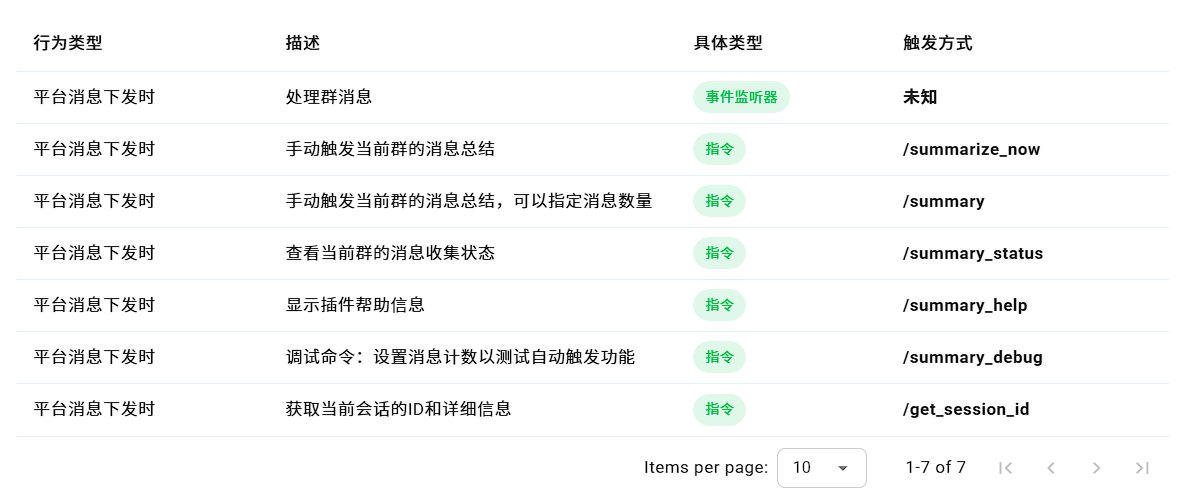 行为类型 描述 具体类型 触发方式
平台消息下发时 处理群消息 事件监听器 未知
平台消息下发时 手动触发当前群的消息总结 指令 /summarize_now
平台消息下发时 手动触发当前群的消息总结，可以指定消息数量 指令 /summary
平台消息下发时 查看当前群的消息收集状态 指令 /summary_status
平台消息下发时 显示插件帮助信息 指令 /summary_help
平台消息下发时 调试命令：设置消息计数以测试自动触发功能 指令 /summary_debug
平台消息下发时 获取当前会话的ID和详细信息 指令 /get_session_id
Items per page: 10 1-7 of 7